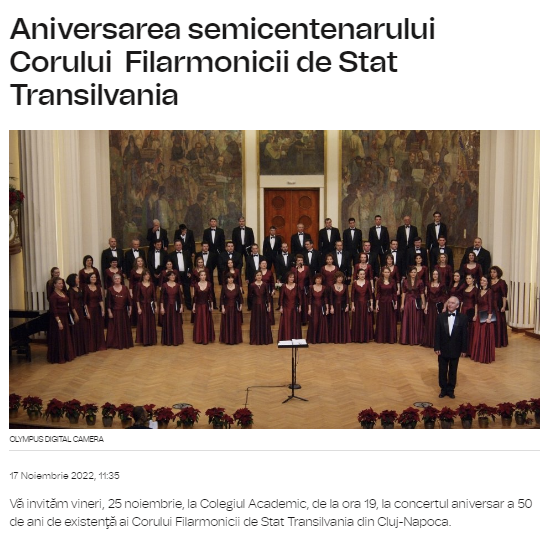 Aniversarea semicentenarului
Corului Filarmonicii de Stat
Transilvania
OLYMPUS DIGITAL CAMERA
17 Noiembrie 2022, 11:35
Vă invităm vineri, 25 noiembrie, la Colegiul Academic, de la ora 19, la concertul aniversar a 50
de ani de existenţă ai Corului Filarmonicii de Stat Transilvania din Cluj-Napoca.